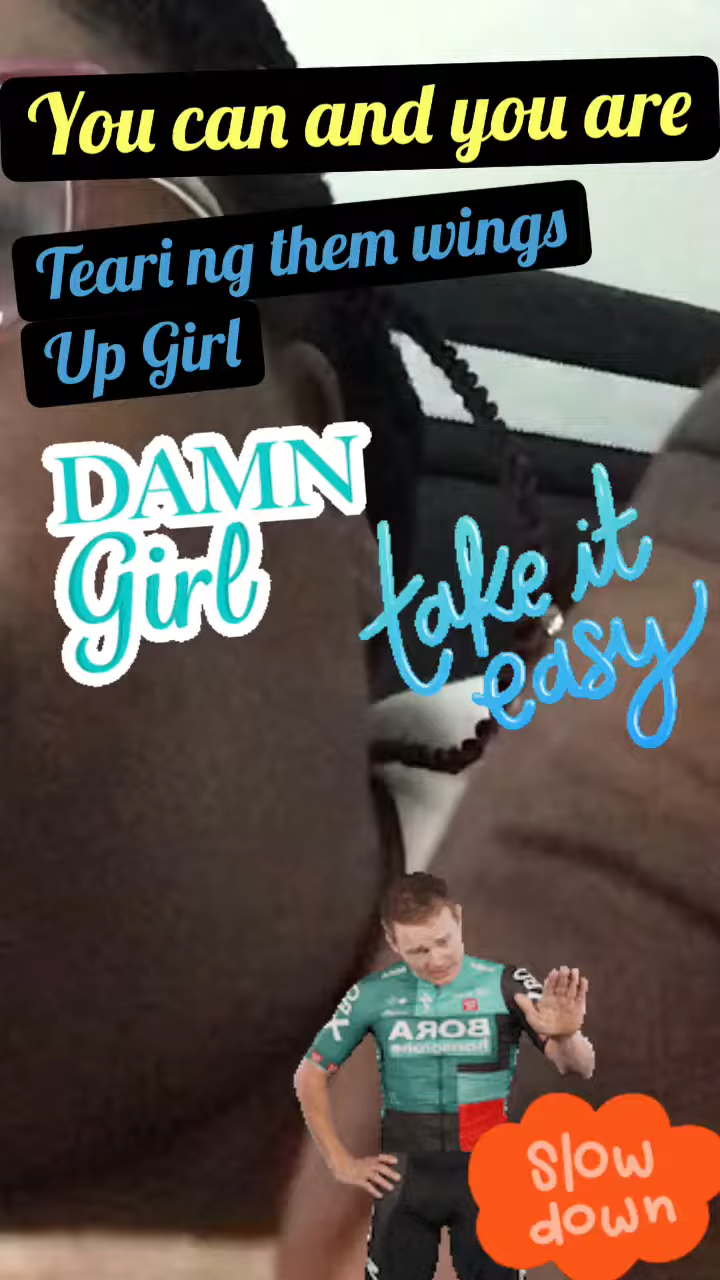 You can and you are
Teari ng them wings
Up Girl
DAMN
Girl
take it
easy
BORA
hansgrohe
slow
down